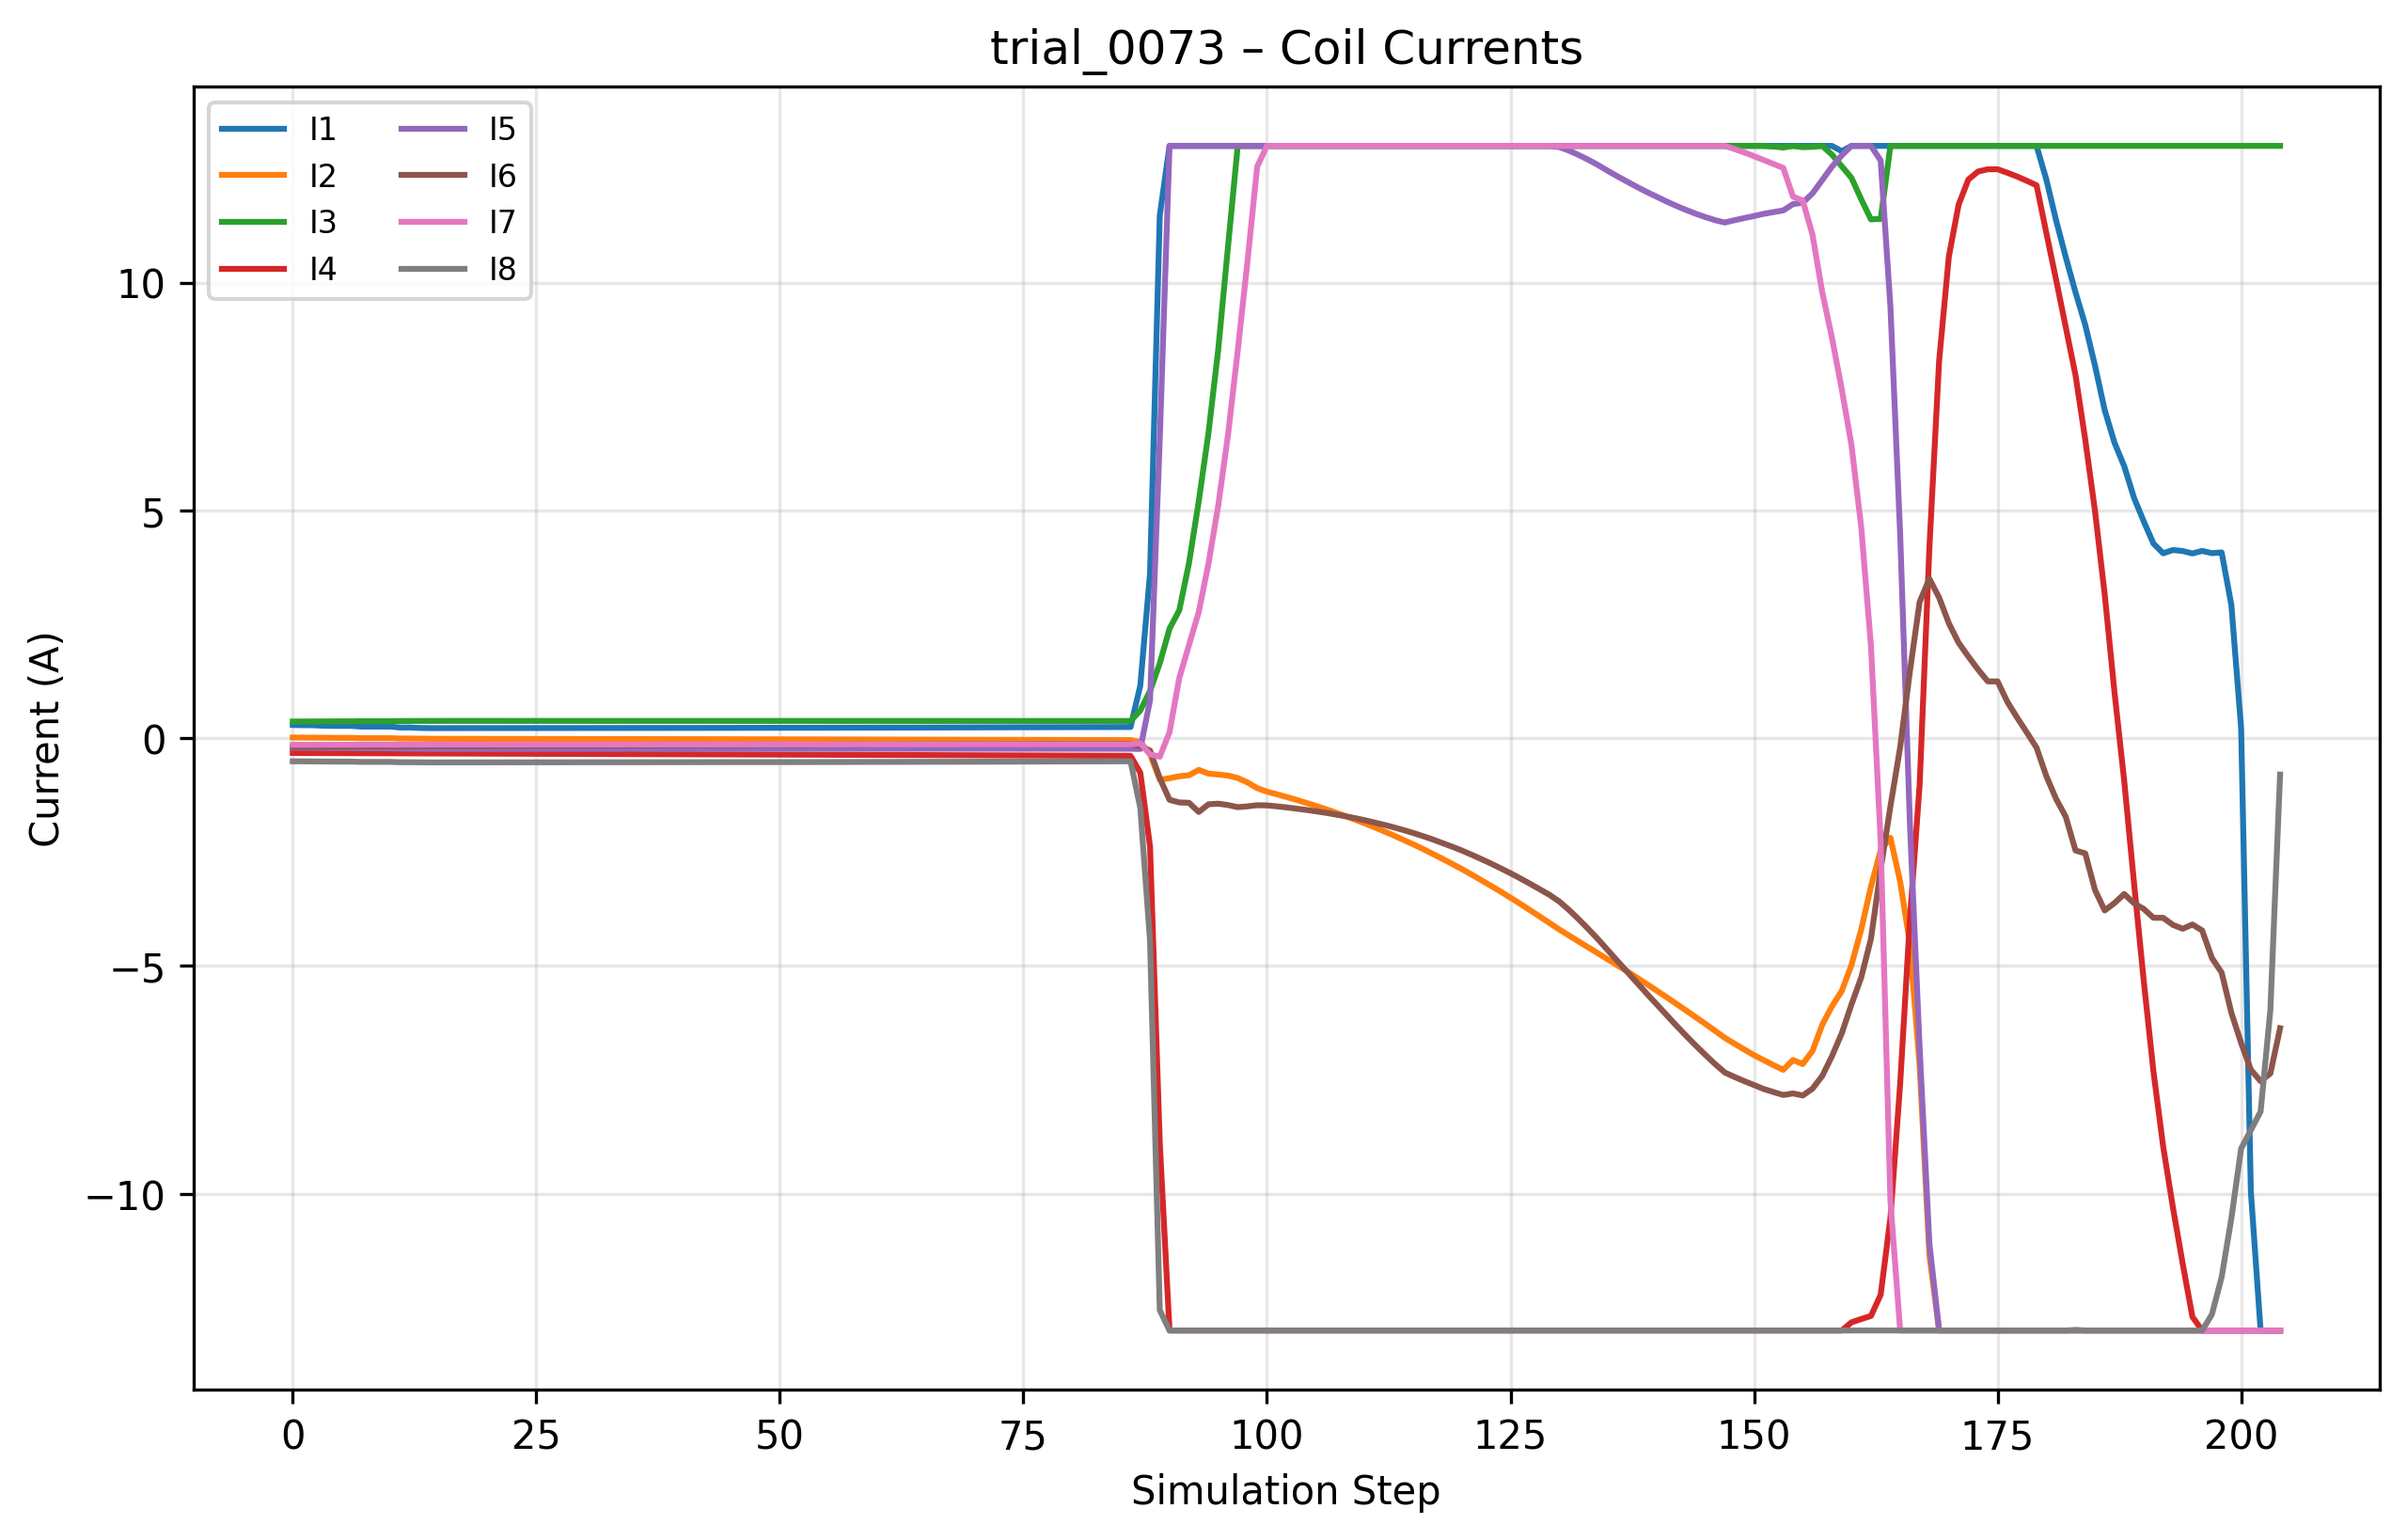 trial_0073 – Coil Currents
I1
I2
I3
I4
I5
I6
I7
I8
Current (A)
10
5
0
−5
−10
0
25
50
75
100
125
150
175
200
Simulation Step